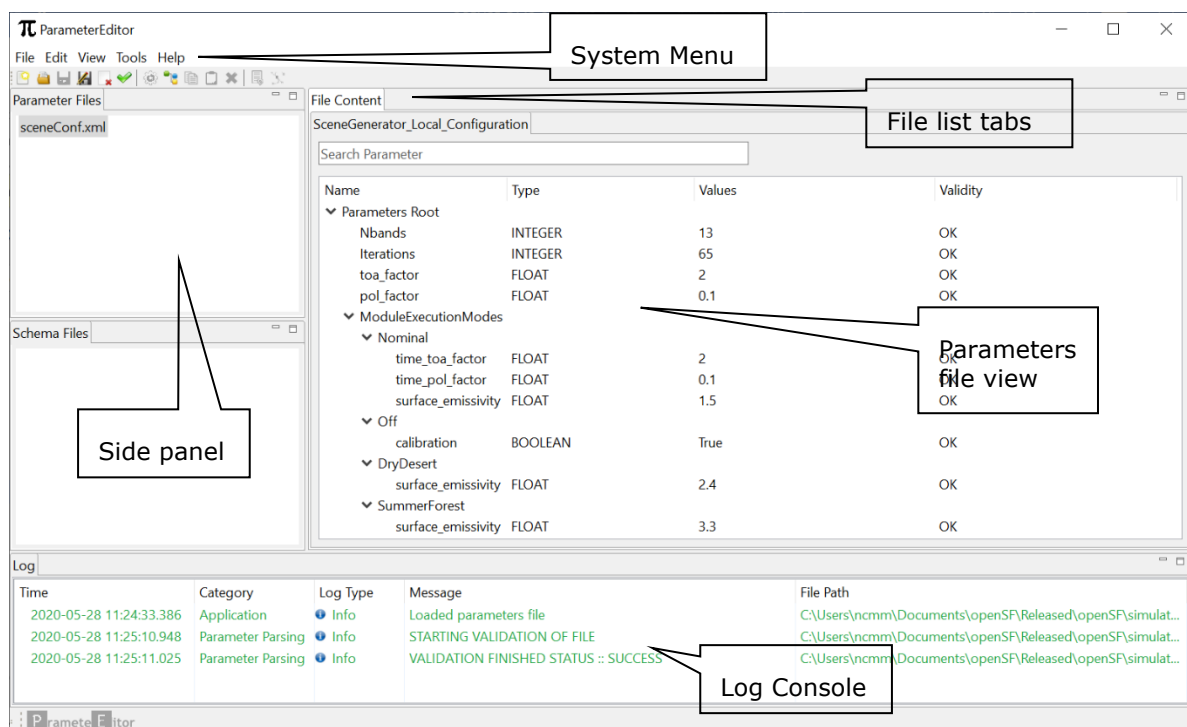 π ParameterEditor
System Menu
File Edit View Tools Help
Parameter Files
File Content
File list tabs
sceneConf.xml
SceneGenerator_Local_Configuration
Search Parameter
Name Type Values Validity
Parameters Root
Nbands INTEGER 13 OK
Iterations INTEGER 65 OK
toa_factor FLOAT 2 OK
pol_factor FLOAT 0.1 OK
ModuleExecutionModes
Schema Files
Nominal
Parameters
file view
time_toa_factor FLOAT 2 OK
time_pol_factor FLOAT 0.1 OK
surface_emissivity FLOAT 1.5 OK
Off
Side panel
calibration BOOLEAN True OK
DryDesert
surface_emissivity FLOAT 2.4 OK
SummerForest
surface_emissivity FLOAT 3.3 OK
Log
Time Category Log Type Message File Path
2020-05-28 11:24:33.386 Application Info Loaded parameters file C:\Users\ncmm\Documents\openSF\Released\openSF\simulat...
2020-05-28 11:25:10.948 Parameter Parsing Info STARTING VALIDATION OF FILE C:\Users\ncmm\Documents\openSF\Released\openSF\simulat...
2020-05-28 11:25:11.025 Parameter Parsing Info VALIDATION FINISHED STATUS :: SUCCESS C:\Users\ncmm\Documents\openSF\Released\openSF\simulat...
Log Console
P ramete E itor